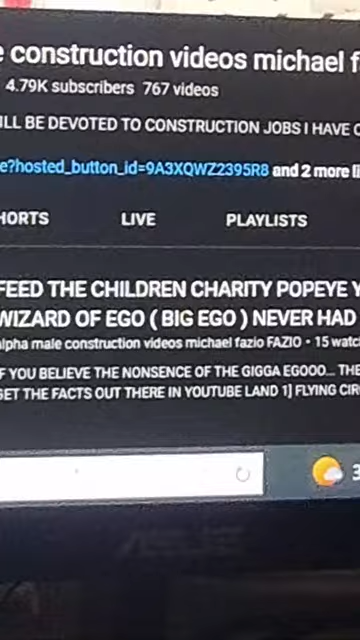 e construction videos michael f
4.79K subscribers 767 videos
ILL BE DEVOTED TO CONSTRUCTION JOBS I HAVE C
e?hosted_button_id=9A3XQWZ2395R8 and 2 more li
HORTS LIVE PLAYLISTS
FEED THE CHILDREN CHARITY POPEYE Y
WIZARD OF EGO ( BIG EGO ) NEVER HAD
alpha male construction videos michael fazio FAZIO • 15 watc
F YOU BELIEVE THE NONSENCE OF THE GIGGA EGOOO... THE
GET THE FACTS OUT THERE IN YOUTUBE LAND 1] FLYING CIR
3
ASUS